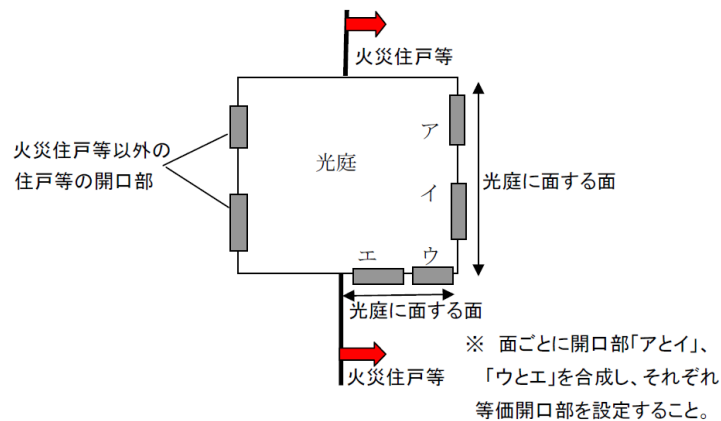 火災住戸等
火災住戸等以外の
住戸等の開口部
光庭
ア
イ
光庭に面する面
エ
ウ
光庭に面する面
火災住戸等
※ 面ごとに開口部「アとイ」、
「ウとエ」を合成し、それぞれ
等価開口部を設定すること。